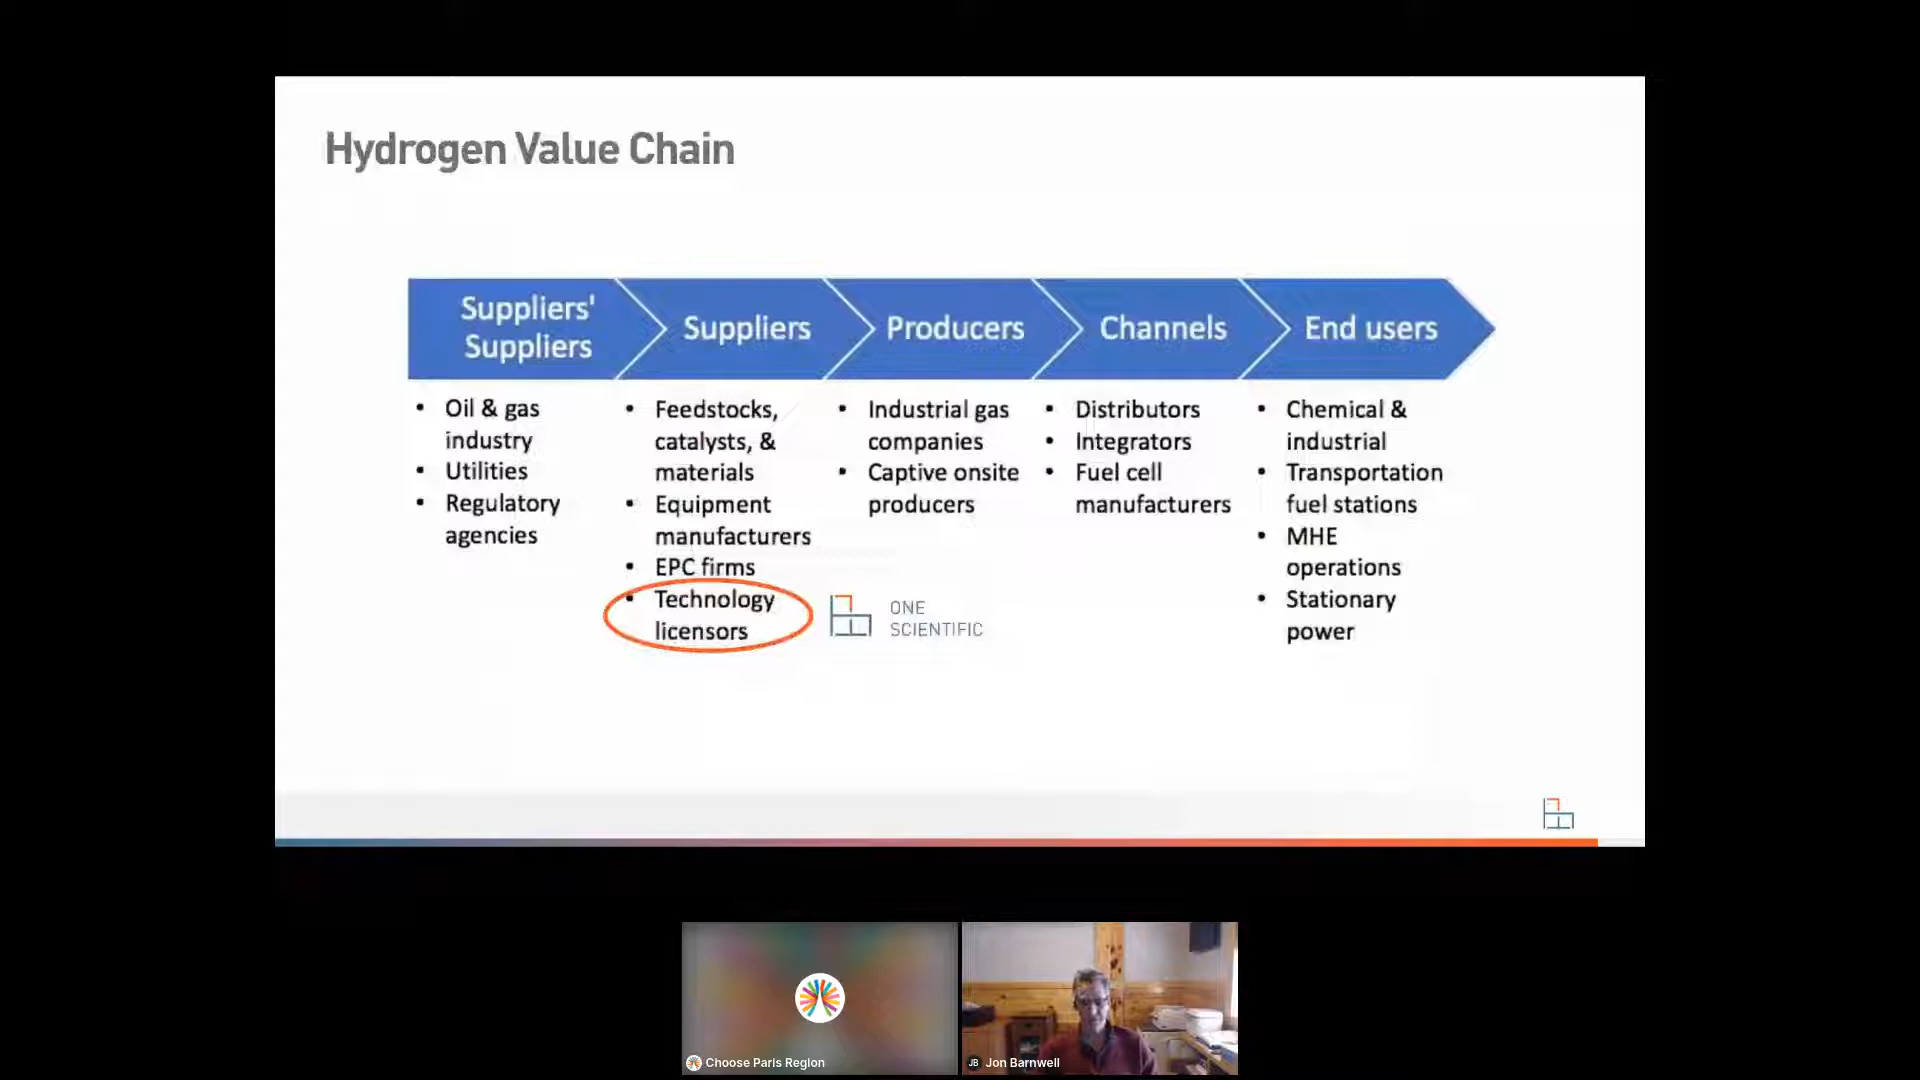 Hydrogen Value Chain
Suppliers'
Suppliers
Suppliers
Producers
Channels
End users
• Oil & gas
industry
• Utilities
• Regulatory
agencies
• Feedstocks,
catalysts, &
materials
• Equipment
manufacturers
• EPC firms
• Technology
licensors
ONE
SCIENTIFIC
• Industrial gas
companies
• Captive onsite
producers
• Distributors
• Integrators
• Fuel cell
manufacturers
• Chemical &
industrial
• Transportation
fuel stations
• MHE
operations
• Stationary
power
Choose Paris Region
JB Jon Barnwell